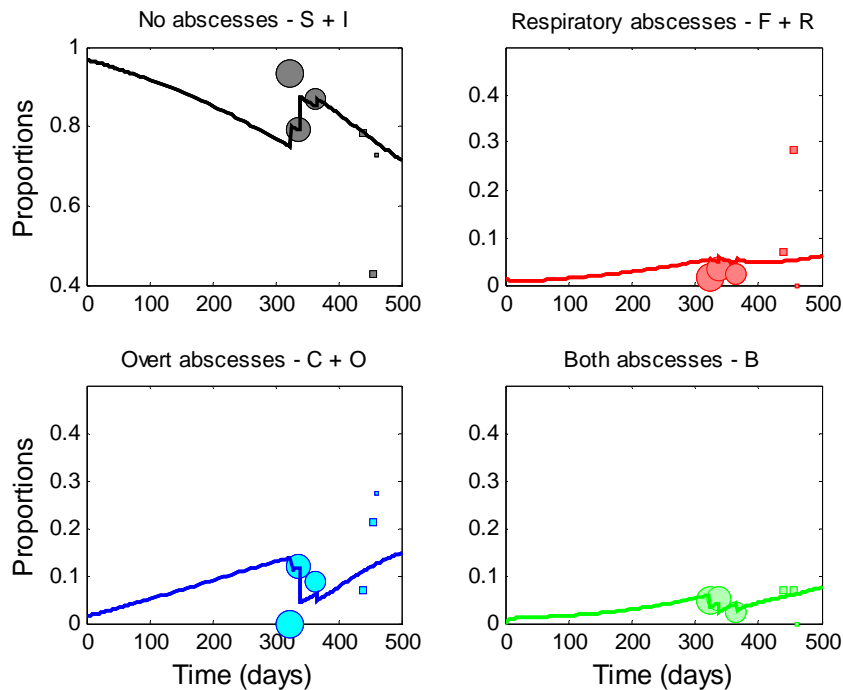 No abscesses - S + I
Respiratory abscesses - F + R
Proportions
1
0.8
0.6
0.4
0 100 200 300 400 500
0.4
0.3
0.2
0.1
0
0 100 200 300 400 500
Overt abscesses - C + O
Both abscesses - B
Proportions
0.4
0.3
0.2
0.1
0
0 100 200 300 400 500
Time (days)
0.4
0.3
0.2
0.1
0
0 100 200 300 400 500
Time (days)